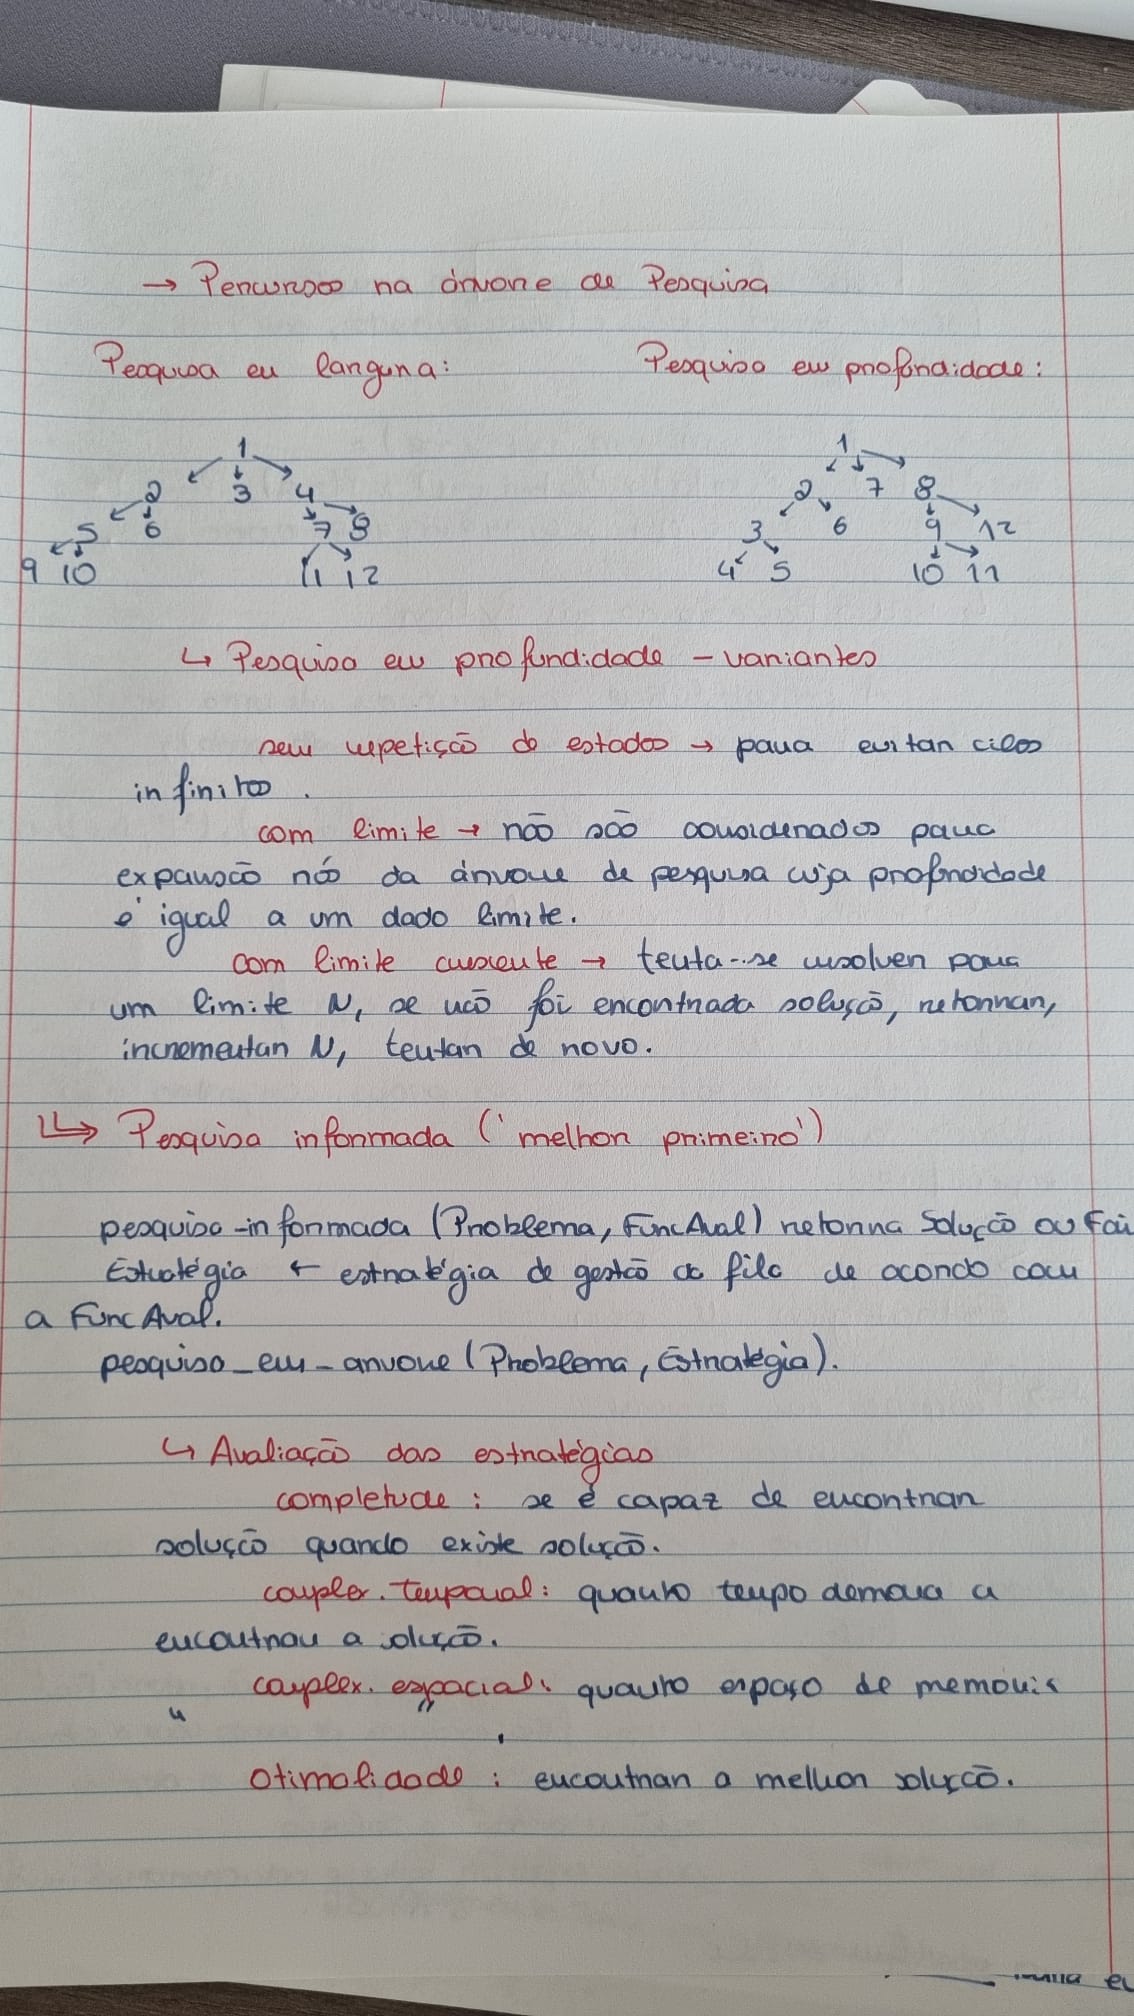 → Percursos na árvore de Pesquisa
Pesquisa em largura: Pesquisa em profundidade:
1 1
2 3 4 2 7 8
5 6 7 8 3 6 9 12
9 10 11 12 4 5 10 11
↳ Pesquisa em profundidade - variantes
sem repetição de estados → para evitar ciclos
infinitos.
com limite → não são considerados para
expansão nós da árvore de pesquisa cuja profundidade
é igual a um dado limite.
com limite crescente → tenta-se resolver para
um limite N, se não foi encontrada solução, retornar,
incrementar N, tentar de novo.
↳ Pesquisa informada ('melhor primeiro')
pesquisa-informada (Problema, FuncAval) retorna Solução ou
Estratégia ← estratégia de gestão da fila de acordo com
a FuncAval.
pesquisa_em_arvore (Problema, Estratégia).
↳ Avaliação das estratégias
completude: se é capaz de encontrar
solução quando existe solução.
complex. temporal: quanto tempo demora a
encontrar a solução.
complex. espacial: quanto espaço de memória
" " .
Otimalidade: encontrar a melhor solução.